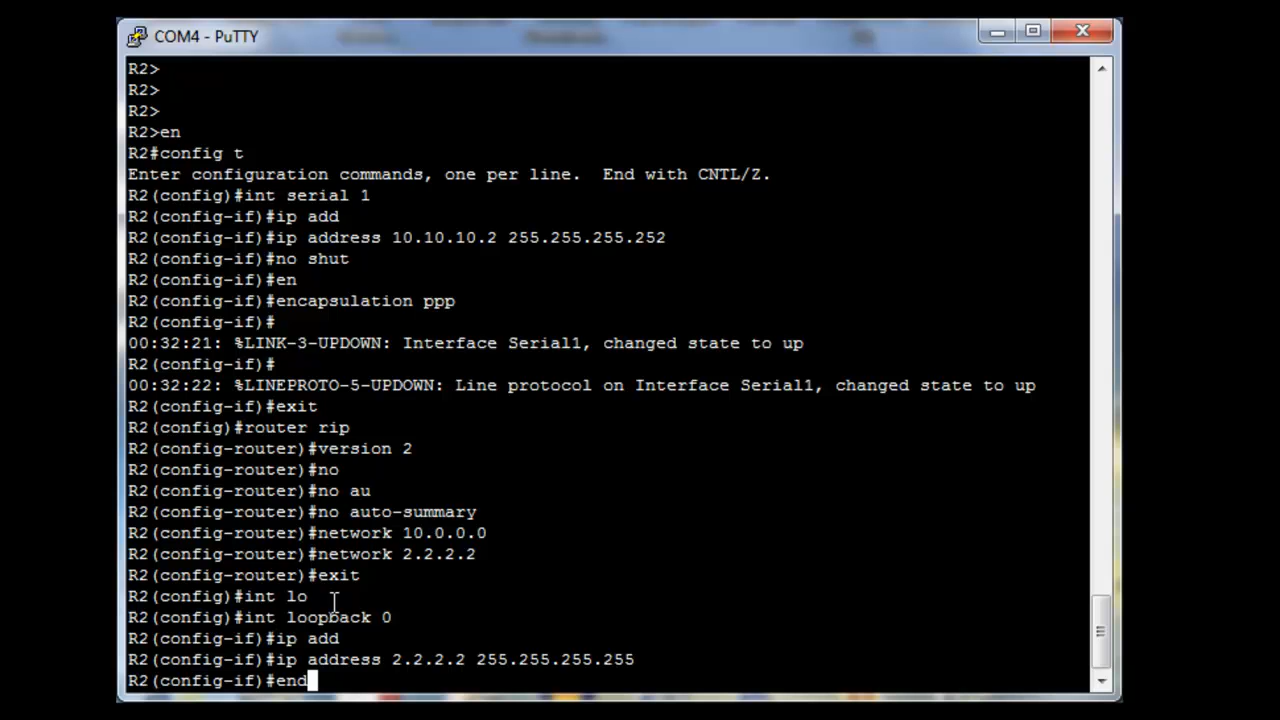 COM4 - PuTTY
R2>
R2>
R2>
R2>en
R2#config t
Enter configuration commands, one per line.  End with CNTL/Z.
R2(config)#int serial 1
R2(config-if)#ip add
R2(config-if)#ip address 10.10.10.2 255.255.255.252
R2(config-if)#no shut
R2(config-if)#en
R2(config-if)#encapsulation ppp
R2(config-if)#
00:32:21: %LINK-3-UPDOWN: Interface Serial1, changed state to up
R2(config-if)#
00:32:22: %LINEPROTO-5-UPDOWN: Line protocol on Interface Serial1, changed state to up
R2(config-if)#exit
R2(config)#router rip
R2(config-router)#version 2
R2(config-router)#no
R2(config-router)#no au
R2(config-router)#no auto-summary
R2(config-router)#network 10.0.0.0
R2(config-router)#network 2.2.2.2
R2(config-router)#exit
R2(config)#int lo
R2(config)#int loopback 0
R2(config-if)#ip add
R2(config-if)#ip address 2.2.2.2 255.255.255.255
R2(config-if)#end